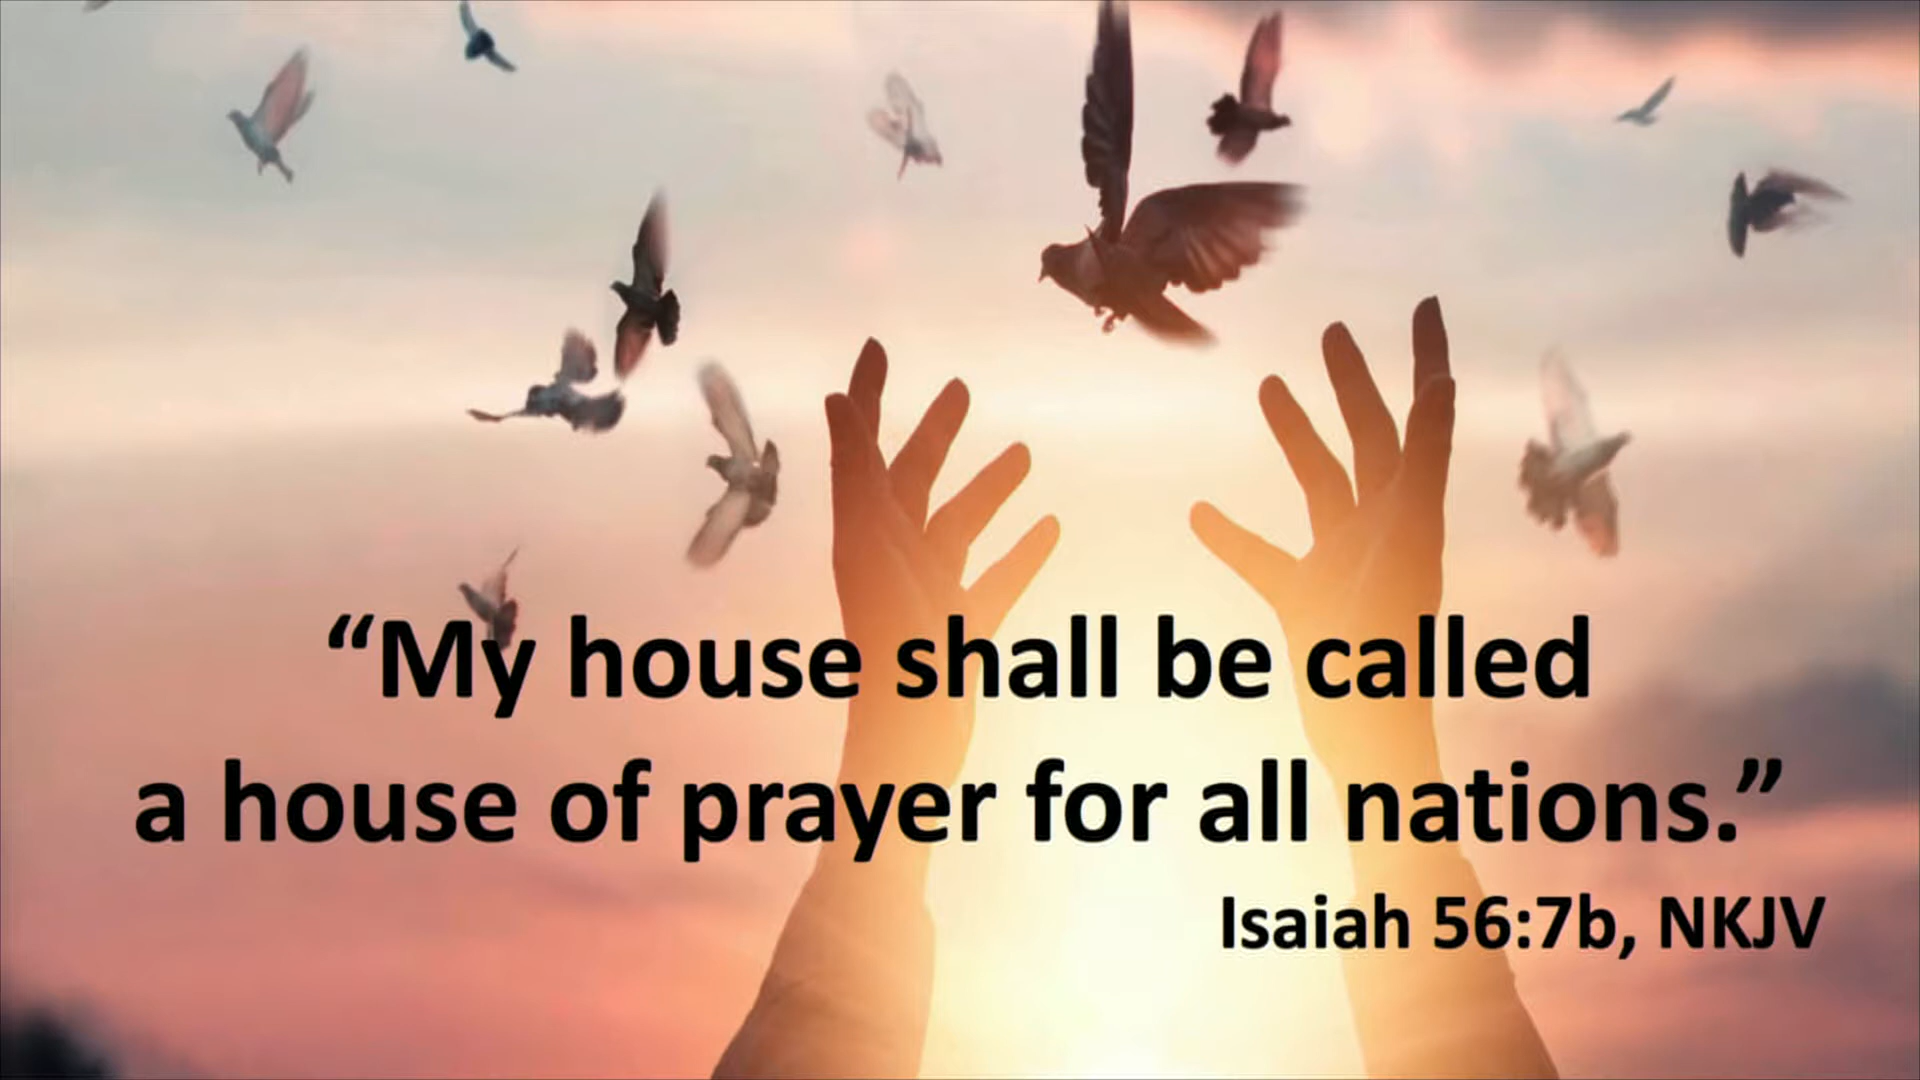 “My house shall be called
a house of prayer for all nations.”
Isaiah 56:7b, NKJV